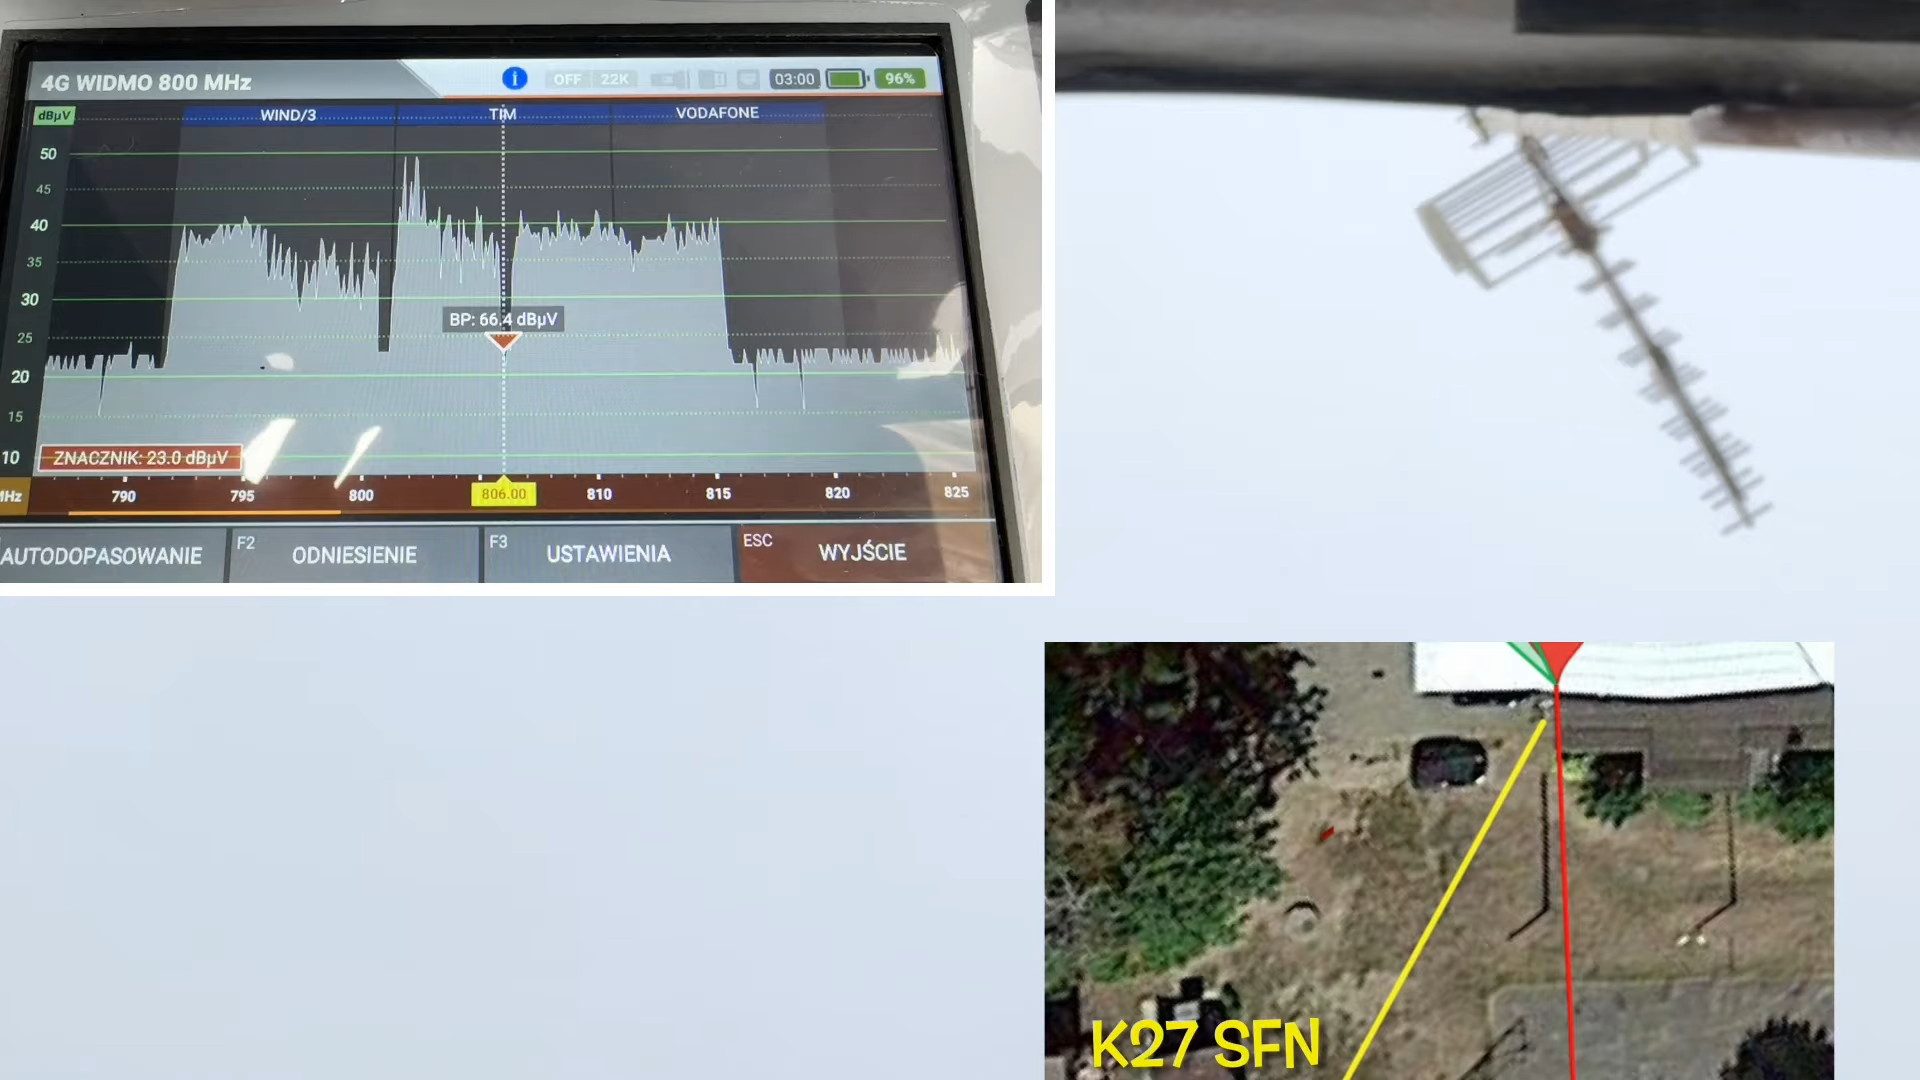 4G WIDMO 800 MHz
i OFF 22K 03:00 96%
dBµV
WIND/3 TIM VODAFONE
50
45
40
35
30
25
20
15
10
BP: 66.4 dBµV
ZNACZNIK: 23.0 dBµV
MHz 790 795 800 806.00 810 815 820 825
AUTODOPASOWANIE
F2 ODNIESIENIE
F3 USTAWIENIA
ESC WYJŚCIE
K27 SFN